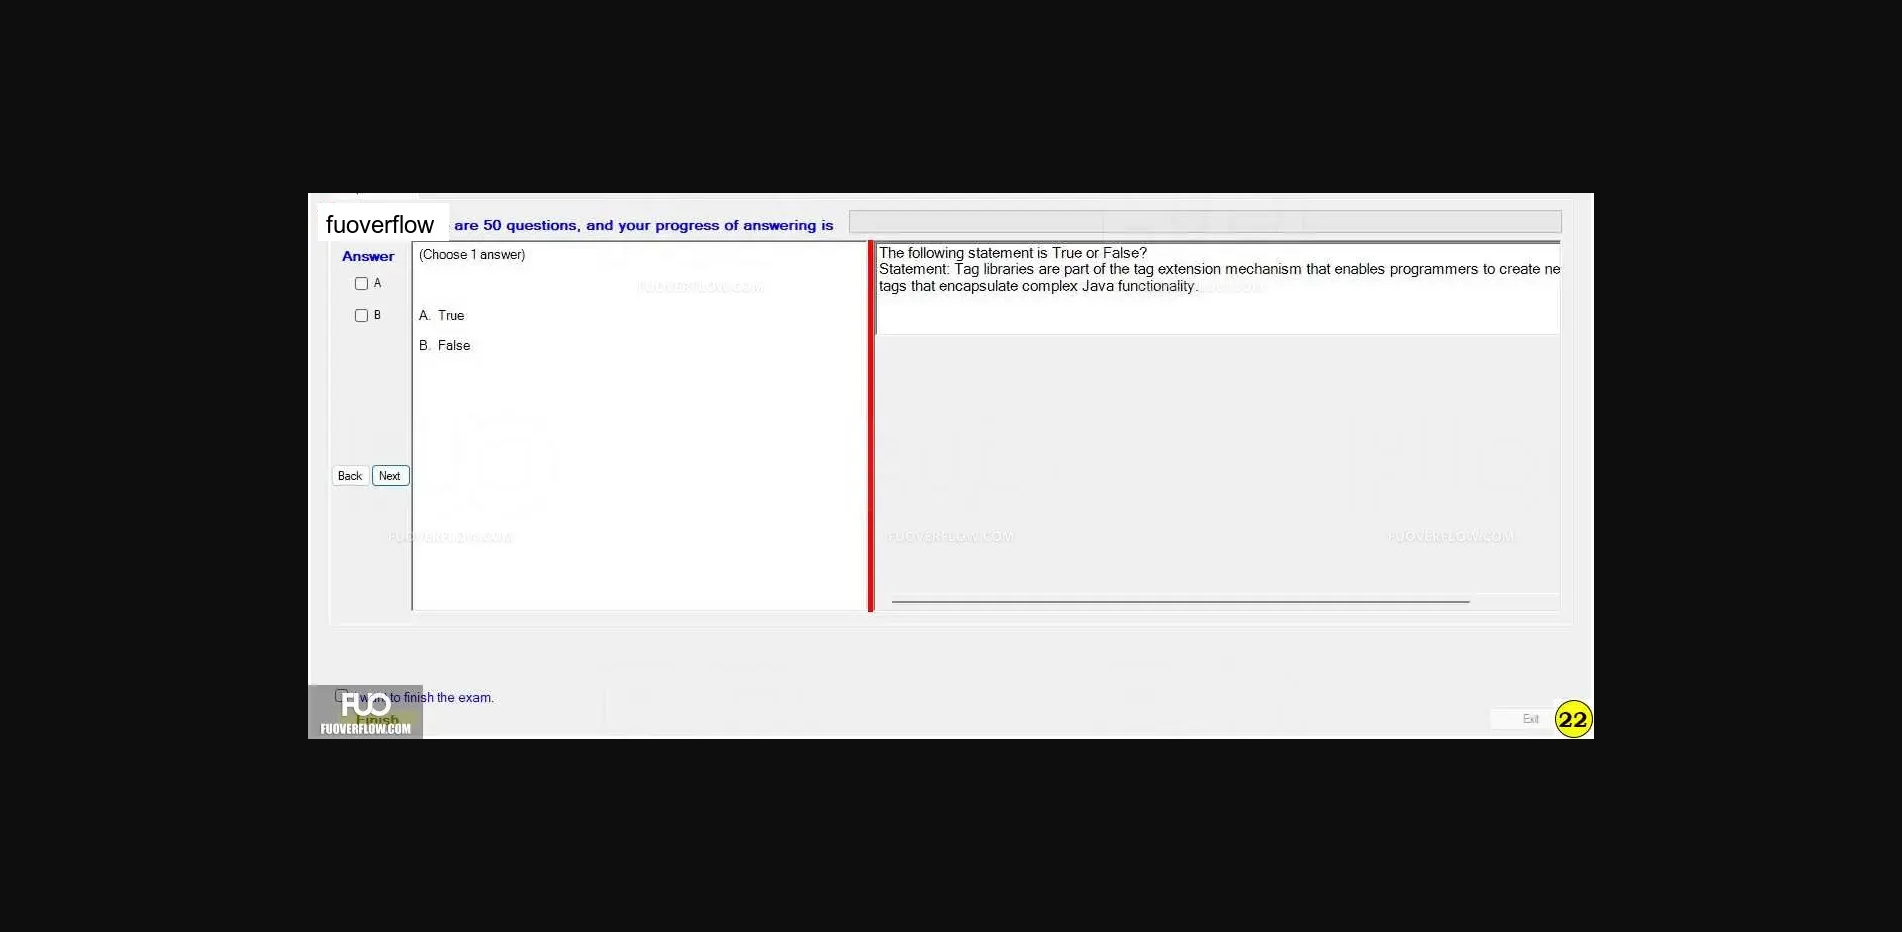 fuoverflow are 50 questions, and your progress of answering is
Answer
A
B
(Choose 1 answer)
A. True
B. False
Back Next
The following statement is True or False?
Statement: Tag libraries are part of the tag extension mechanism that enables programmers to create ne
tags that encapsulate complex Java functionality.
FUOVERFLOW.COM
FUOVERFLOW.COM FUOVERFLOW.COM FUOVERFLOW.COM
to finish the exam.
Finish
FUO
FUOVERFLOW.COM
Exit 22